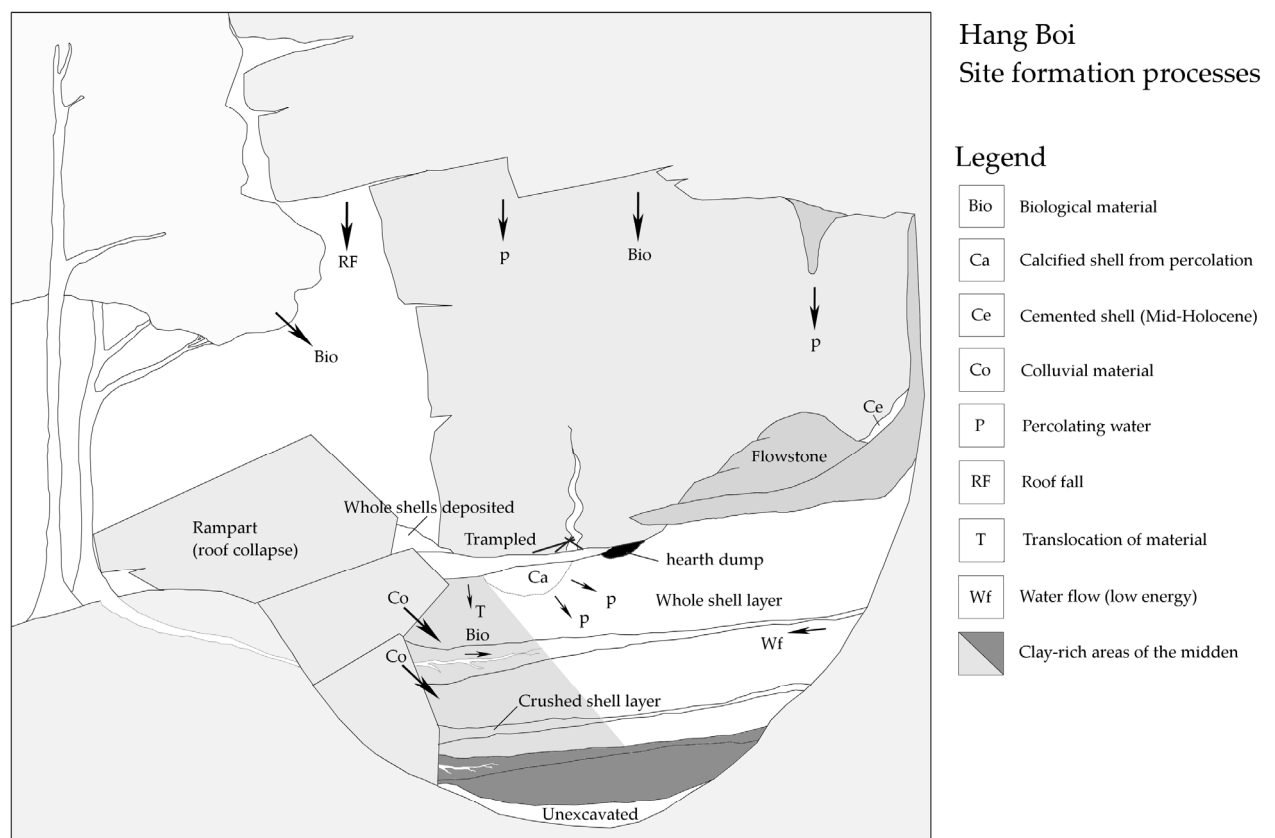 Hang Boi
Site formation processes
Legend
Bio Biological material
Ca Calcified shell from percolation
Ce Cemented shell (Mid-Holocene)
Co Colluvial material
P Percolating water
RF Roof fall
T Translocation of material
Wf Water flow (low energy)
Clay-rich areas of the midden
RF
p
Bio
p
Bio
Ce
Flowstone
Whole shells deposited
Rampart
(roof collapse)
Trampled
hearth dump
Ca
Co
T
p
p
Whole shell layer
Bio
Wf
Co
Crushed shell layer
Unexcavated